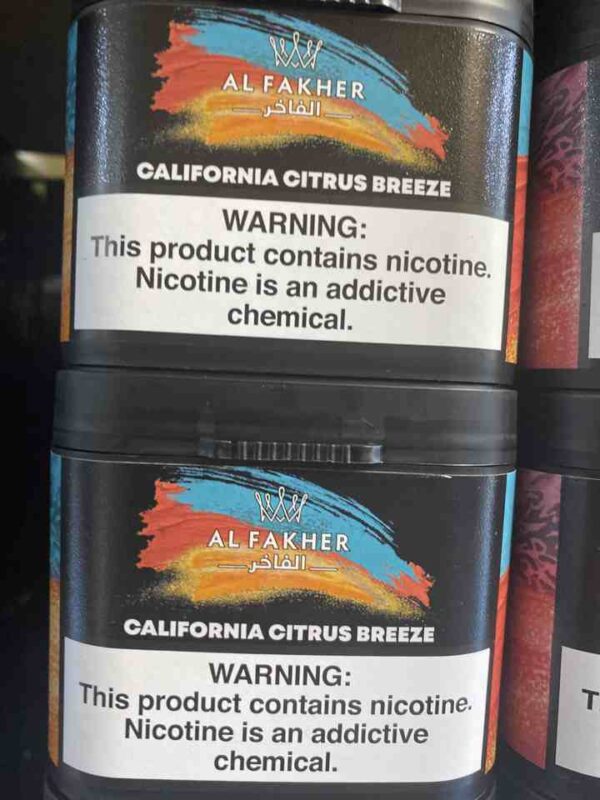 AL FAKHER
الفاخر
CALIFORNIA CITRUS BREEZE
WARNING:
This product contains nicotine.
Nicotine is an addictive
chemical.
AL FAKHER
الفاخر
CALIFORNIA CITRUS BREEZE
WARNING:
This product contains nicotine.
Nicotine is an addictive
chemical.
T